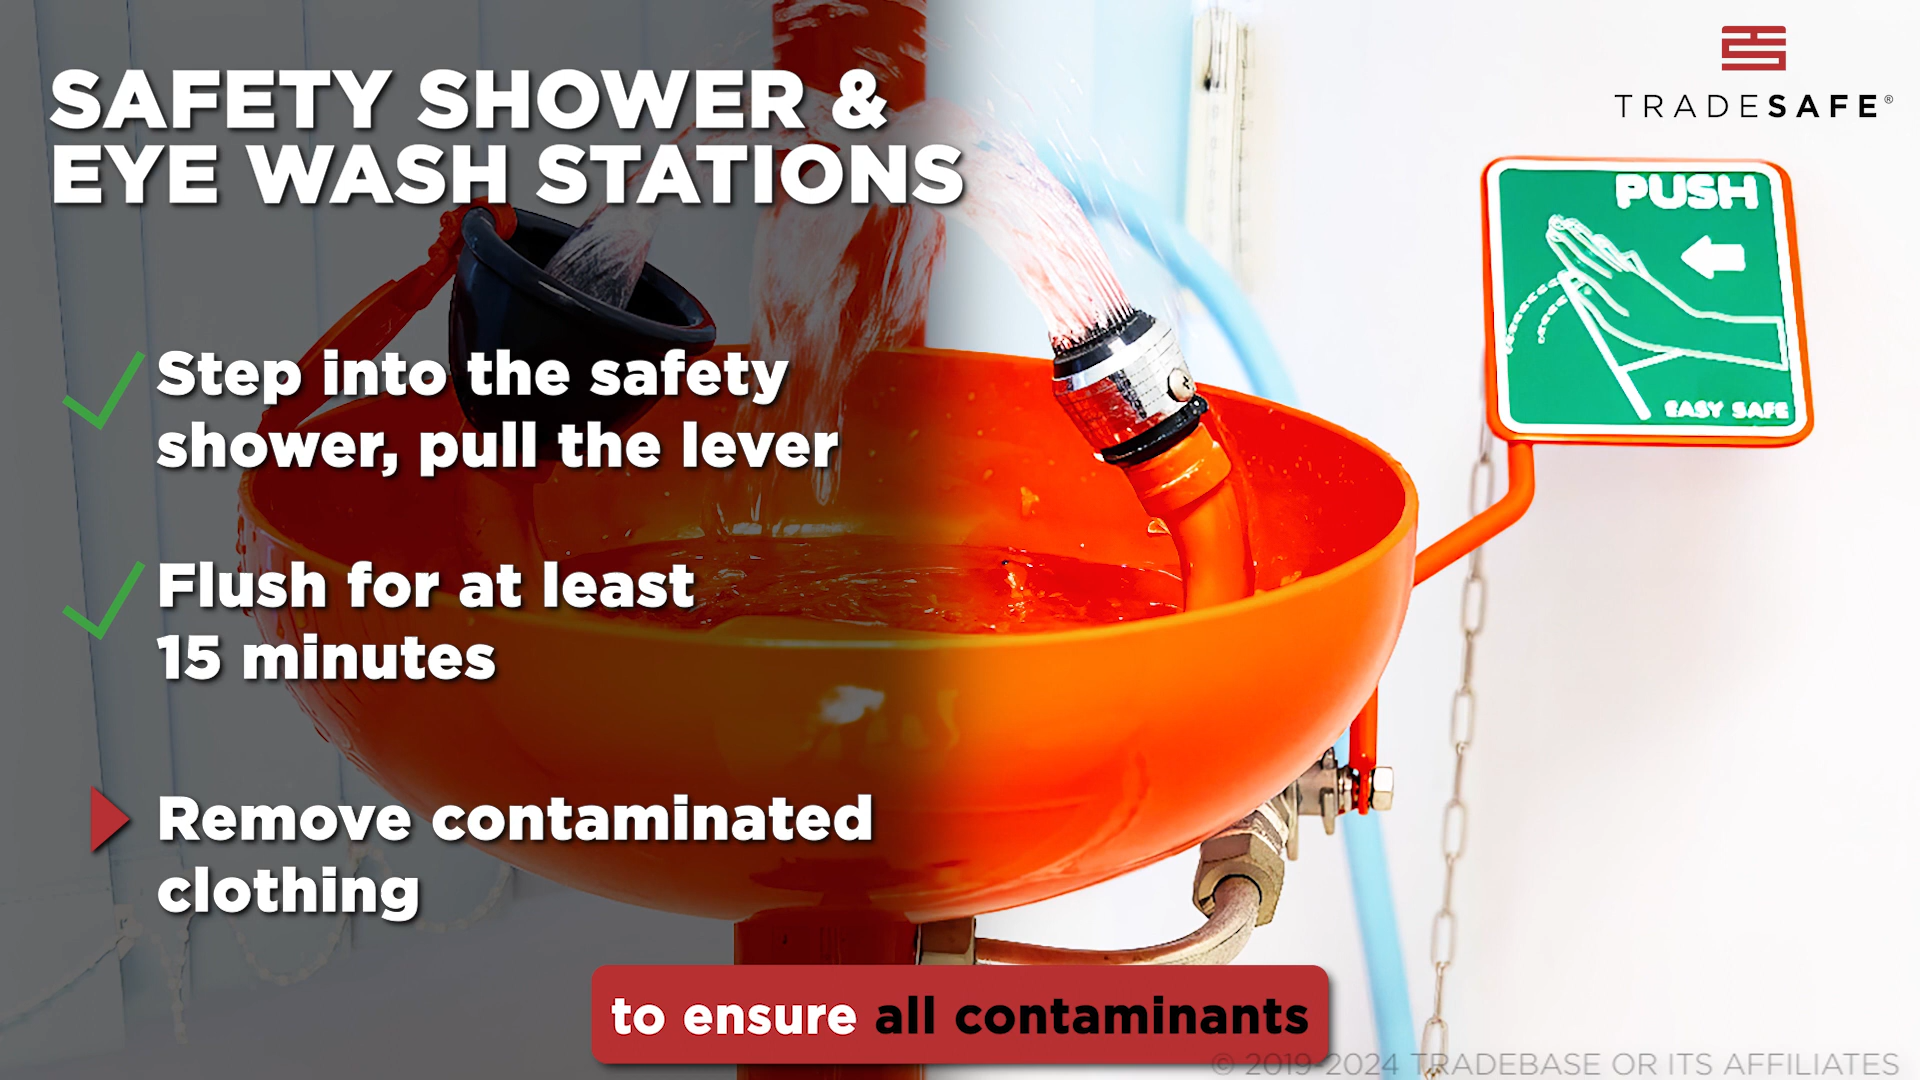 SAFETY SHOWER &
EYE WASH STATIONS
TRADESAFE®
PUSH
EASY SAFE
Step into the safety
shower, pull the lever
Flush for at least
15 minutes
Remove contaminated
clothing
to ensure all contaminants
© 2019-2024 TRADEBASE OR ITS AFFILIATES